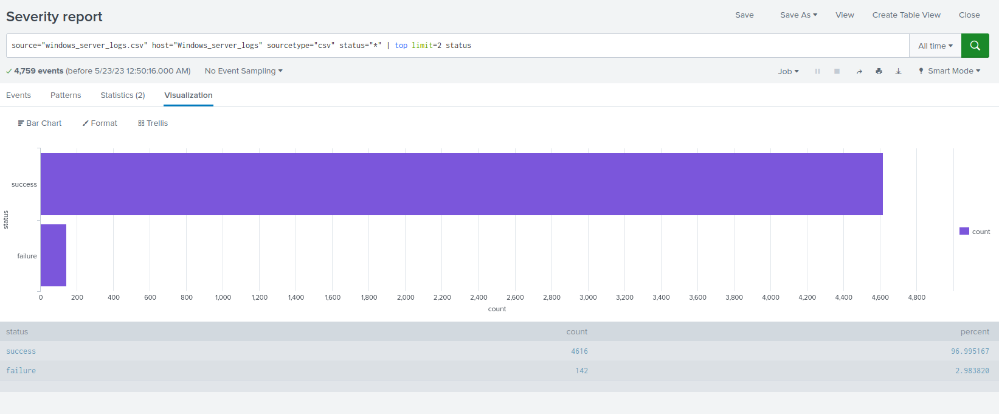 Severity report
Save Save As View Create Table View Close
source="windows_server_logs.csv" host="Windows_server_logs" sourcetype="csv" status="*" | top limit=2 status
All time
4,759 events (before 5/23/23 12:50:16.000 AM) No Event Sampling
Job Smart Mode
Events Patterns Statistics (2) Visualization
Bar Chart Format Trellis
success
failure
status
count
0 200 400 600 800 1,000 1,200 1,400 1,600 1,800 2,000 2,200 2,400 2,600 2,800 3,000 3,200 3,400 3,600 3,800 4,000 4,200 4,400 4,600 4,800
count
status count percent
success 4616 96.995167
failure 142 2.983820